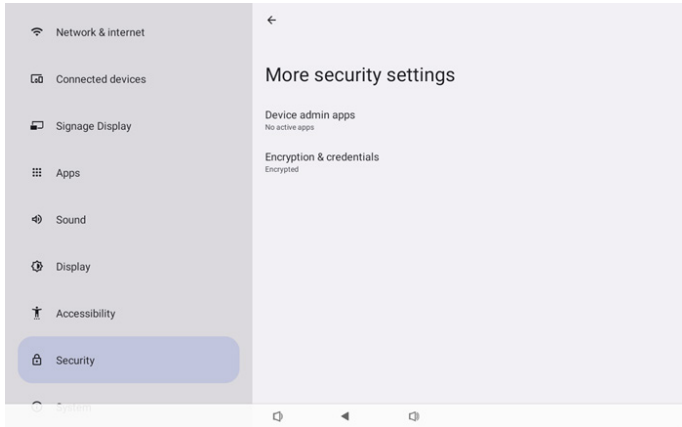 Network & internet
Connected devices
Signage Display
Apps
Sound
Display
Accessibility
Security
System
More security settings
Device admin apps
No active apps
Encryption & credentials
Encrypted